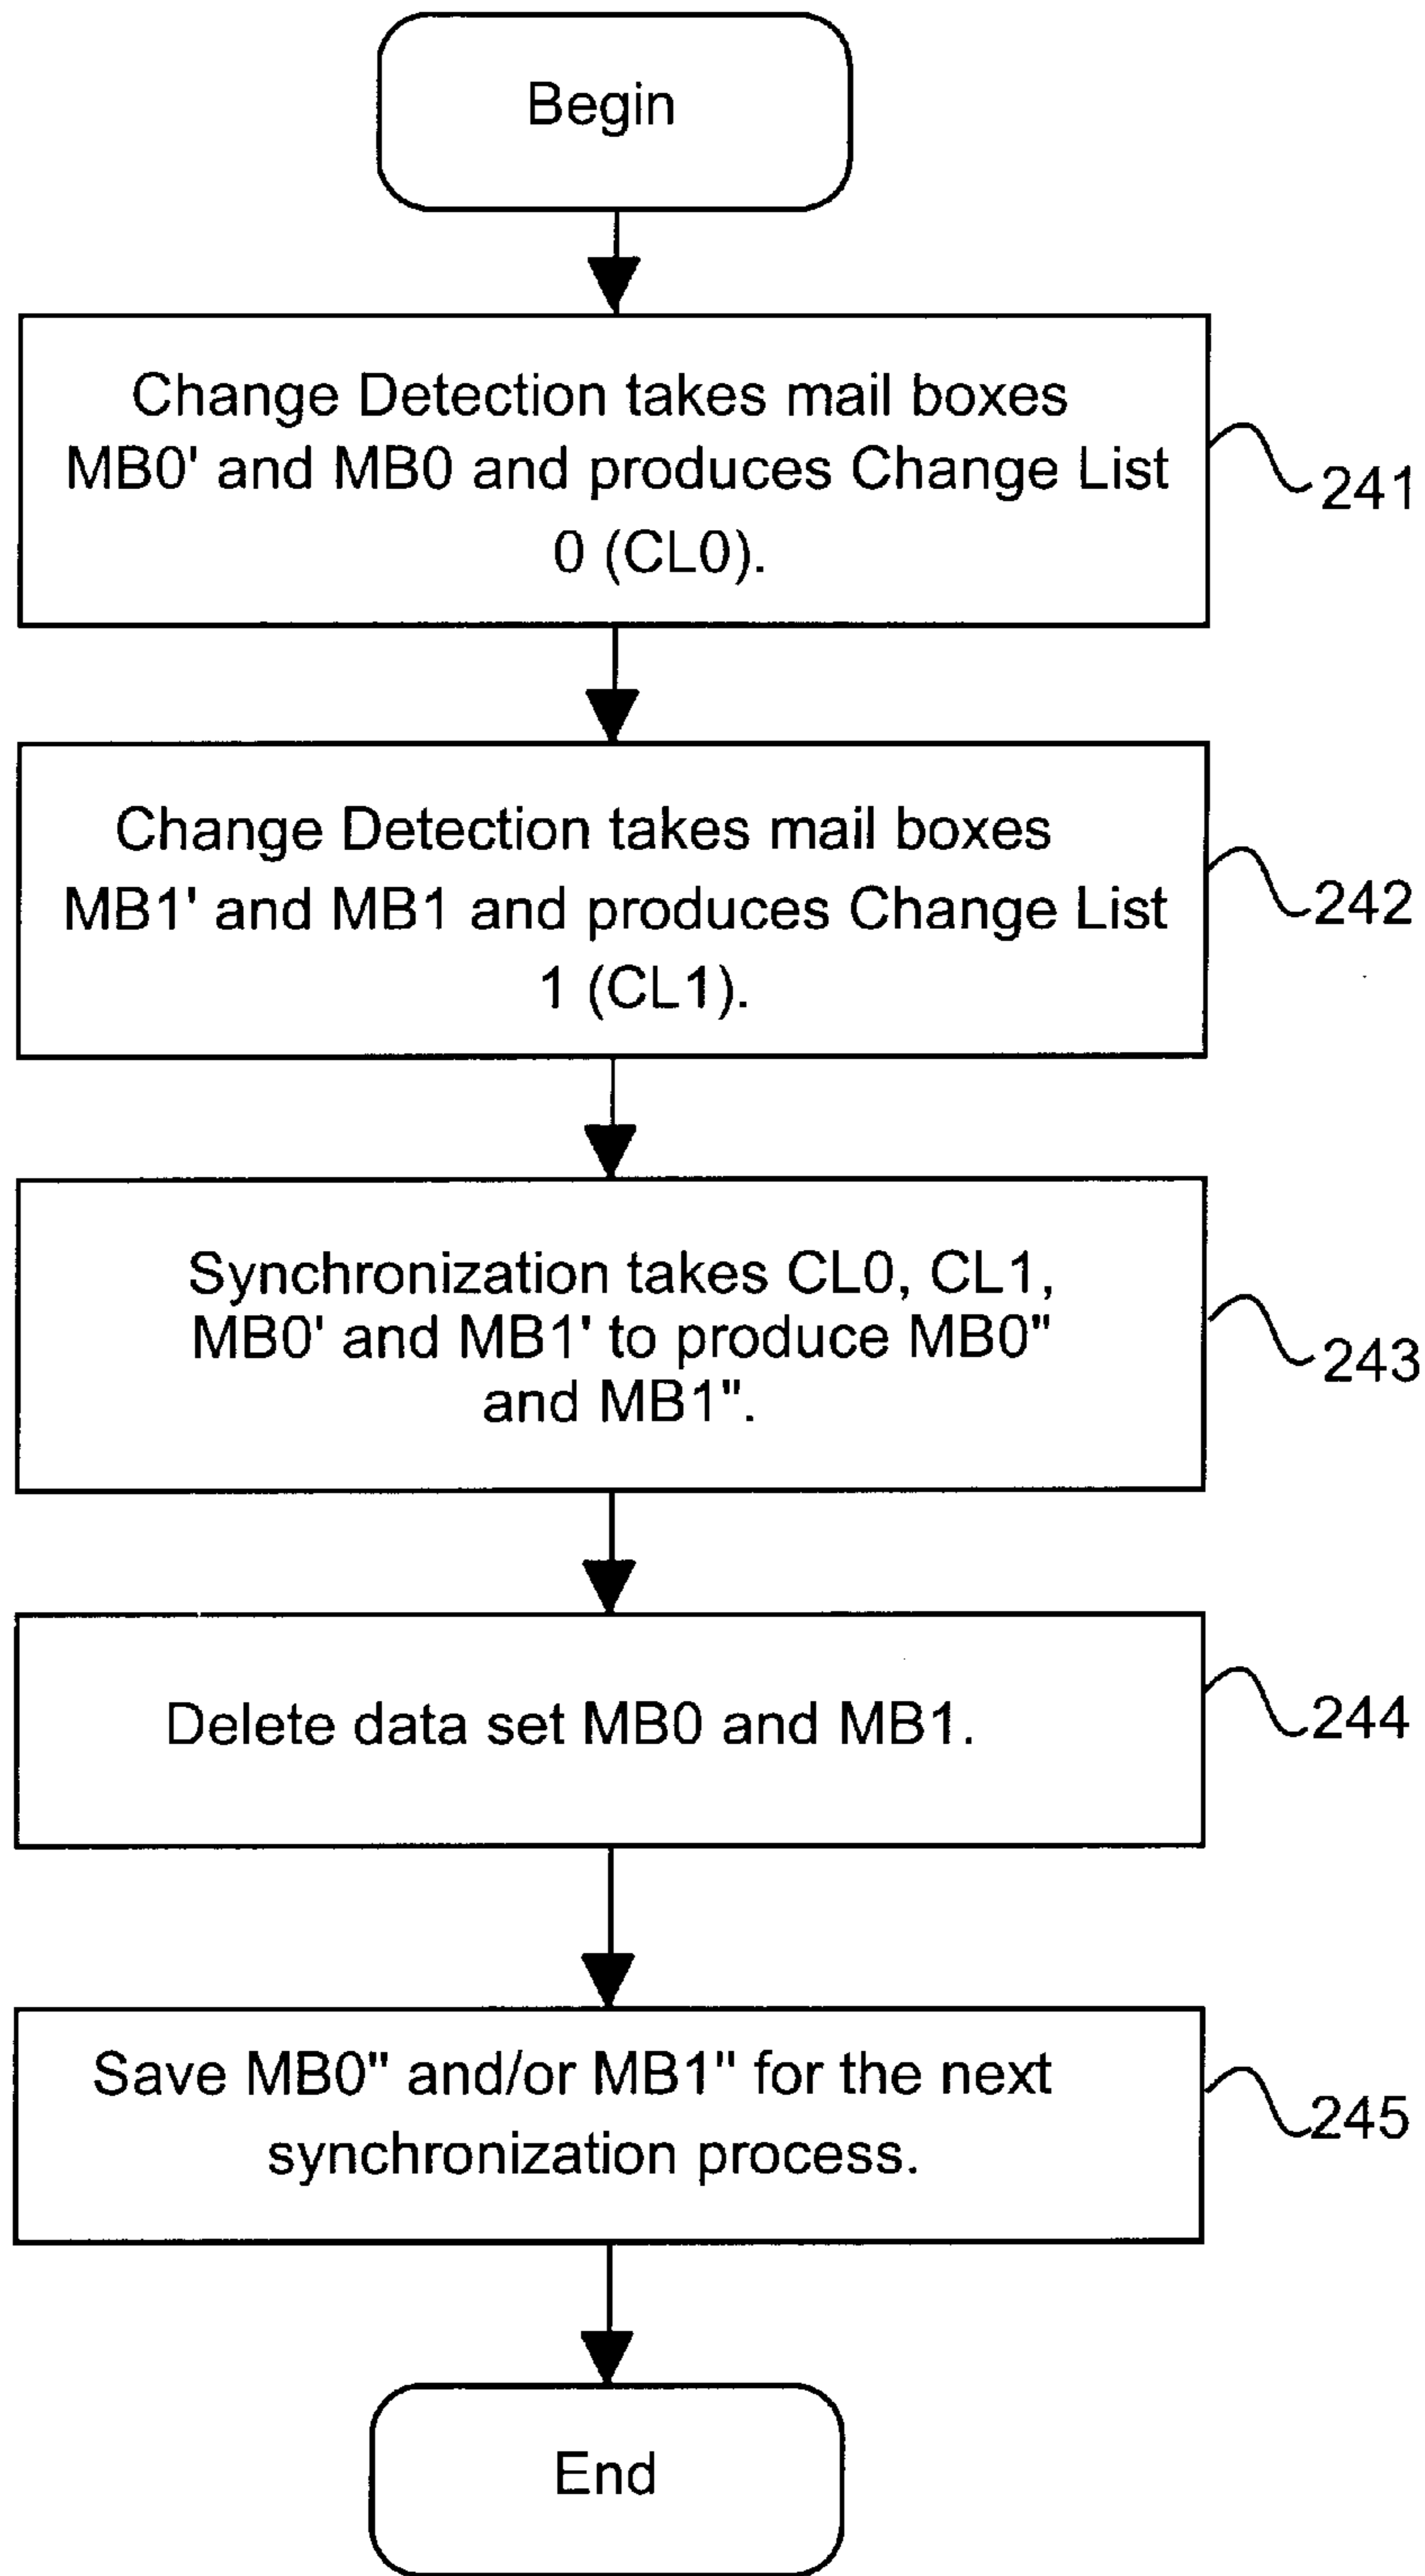 Begin
Change Detection takes mail boxes
MB0' and MB0 and produces Change List
0 (CL0).
241
Change Detection takes mail boxes
MB1' and MB1 and produces Change List
1 (CL1).
242
Synchronization takes CL0, CL1,
MB0' and MB1' to produce MB0"
and MB1".
243
Delete data set MB0 and MB1.
244
Save MB0" and/or MB1" for the next
synchronization process.
245
End